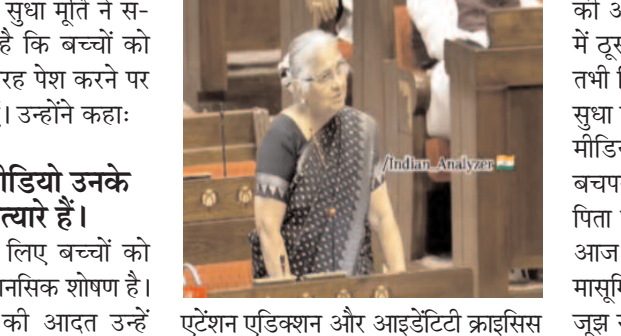 सुधा मूर्ति ने स-
है कि बच्चों को
रह पेश करने पर
। उन्होंने कहाः
ीडियो उनके
त्यारे हैं।
लिए बच्चों को
ानसिक शोषण है।
की आदत उन्हें
/Indian_Analyzer
एटेंशन एडिक्शन और आइडेंटिटी क्राइसिस
की
में ठूस
तभी
सुधा
मीडिय
बचप
पिता
आज
मासूमि
जूझ